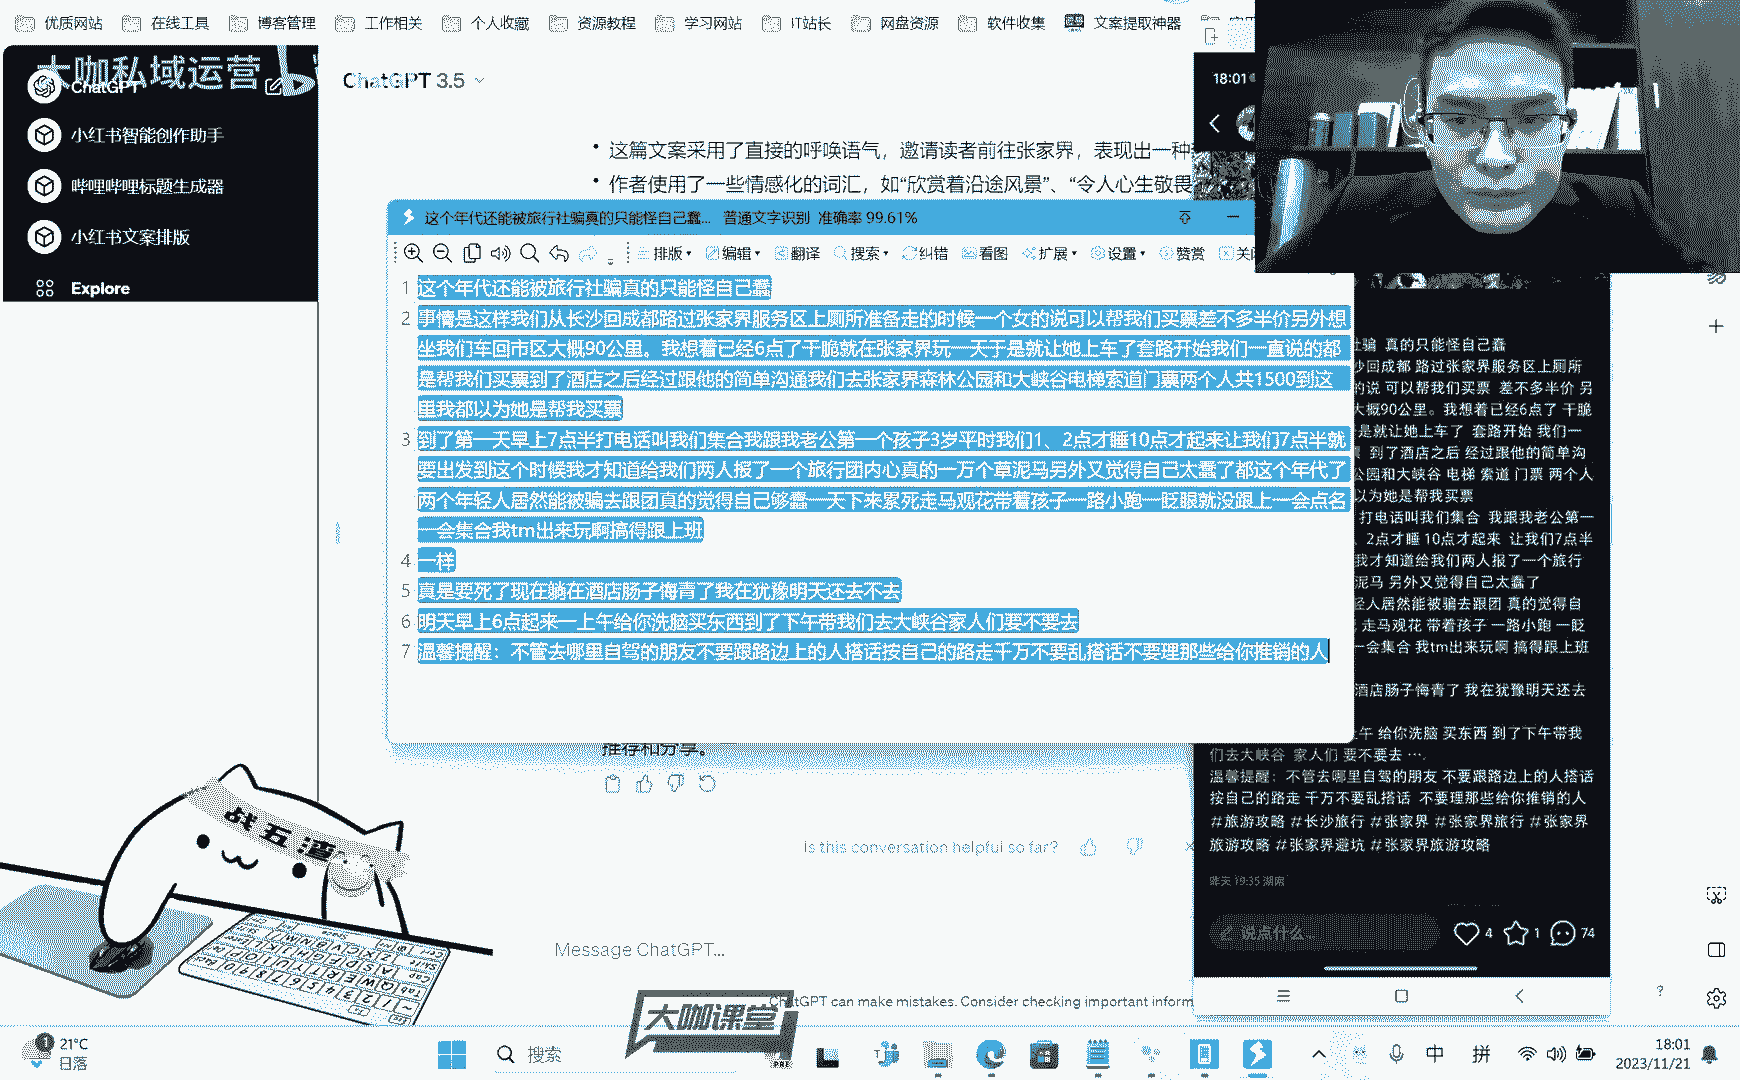 优质网站 在线工具 博客管理 工作相关 个人收藏 资源教程 学习网站 IT站长 网盘资源 软件收集 文案提取神器
大咖私域运营
ChatGPT
小红书智能创作助手
哔哩哔哩标题生成器
小红书文案排版
Explore
ChatGPT 3.5
18:01
这篇文案采用了直接的呼唤语气，邀请读者前往张家界，表现出一种
作者使用了一些情感化的词汇，如“欣赏着沿途风景”、“令人心生敬畏
这个年代还能被旅行社骗真的只能怪自己蠢... 普通文字识别 准确率 99.61%
排版 编辑 翻译 搜索 纠错 看图 扩展 设置 赞赏 关
1 这个年代还能被旅行社骗真的只能怪自己蠢
2 事情是这样我们从长沙回成都路过张家界服务区上厕所准备走的时候一个女的说可以帮我们买票差不多半价另外想
坐我们车回市区大概90公里。我想着已经6点了干脆就在张家界玩一天于是就让她上车了套路开始我们一直说的都
是帮我们买票到了酒店之后经过跟他的简单沟通我们去张家界森林公园和大峡谷电梯索道门票两个人共1500到这
里我都以为她是帮我买票
3 到了第一天早上7点半打电话叫我们集合我跟我老公第一个孩子3岁平时我们1、2点才睡10点才起来让我们7点半就
要出发到这个时候我才知道给我们两人报了一个旅行团内心真的一万个草泥马另外又觉得自己太蠢了都这个年代了
两个年轻人居然能被骗去跟团真的觉得自己够蠢一天下来累死走马观花带着孩子一路小跑一眨眼就没跟上一会点名
一会集合我tm出来玩啊搞得跟上班
4 一样
5 真是要死了现在躺在酒店肠子悔青了我在犹豫明天还去不去
6 明天早上6点起来一上午给你洗脑买东西到了下午带我们去大峡谷家人们要不要去
7 温馨提醒：不管去哪里自驾的朋友不要跟路边上的人搭话按自己的路走千万不要乱搭话不要理那些给你推销的人
推荐和分享。
Is this conversation helpful so far?
Message ChatGPT...
ChatGPT can make mistakes. Consider checking important inform
社骗 真的只能怪自己蠢
沙回成都 路过张家界服务区上厕所
的说 可以帮我们买票 差不多半价 另
大概90公里。我想着已经6点了 干脆
是就让她上车了 套路开始 我们一
到了酒店之后 经过跟他的简单沟
公园和大峡谷 电梯 索道 门票 两个人
以为她是帮我买票
打电话叫我们集合 我跟我老公第一
、2点才睡 10点才起来 让我们7点半
我才知道给我们两人报了一个旅行
泥马 另外又觉得自己太蠢了
轻人居然能被骗去跟团 真的觉得自
走马观花 带着孩子 一路小跑 一眨
一会集合 我tm出来玩啊 搞得跟上班
酒店肠子悔青了 我在犹豫明天还去
午 给你洗脑 买东西 到了下午带我
们去大峡谷 家人们 要不要去 ….
温馨提醒：不管去哪里自驾的朋友 不要跟路边上的人搭话
按自己的路走 千万不要乱搭话 不要理那些给你推销的人
#旅游攻略 #长沙旅行 #张家界 #张家界旅行 #张家界
旅游攻略 #张家界避坑 #张家界旅游攻略
昨天 19:35 湖南
说点什么... 4 1 74
战五渣
大咖课堂
1 21°C
日落
搜索
中 拼 18:01
2023/11/21